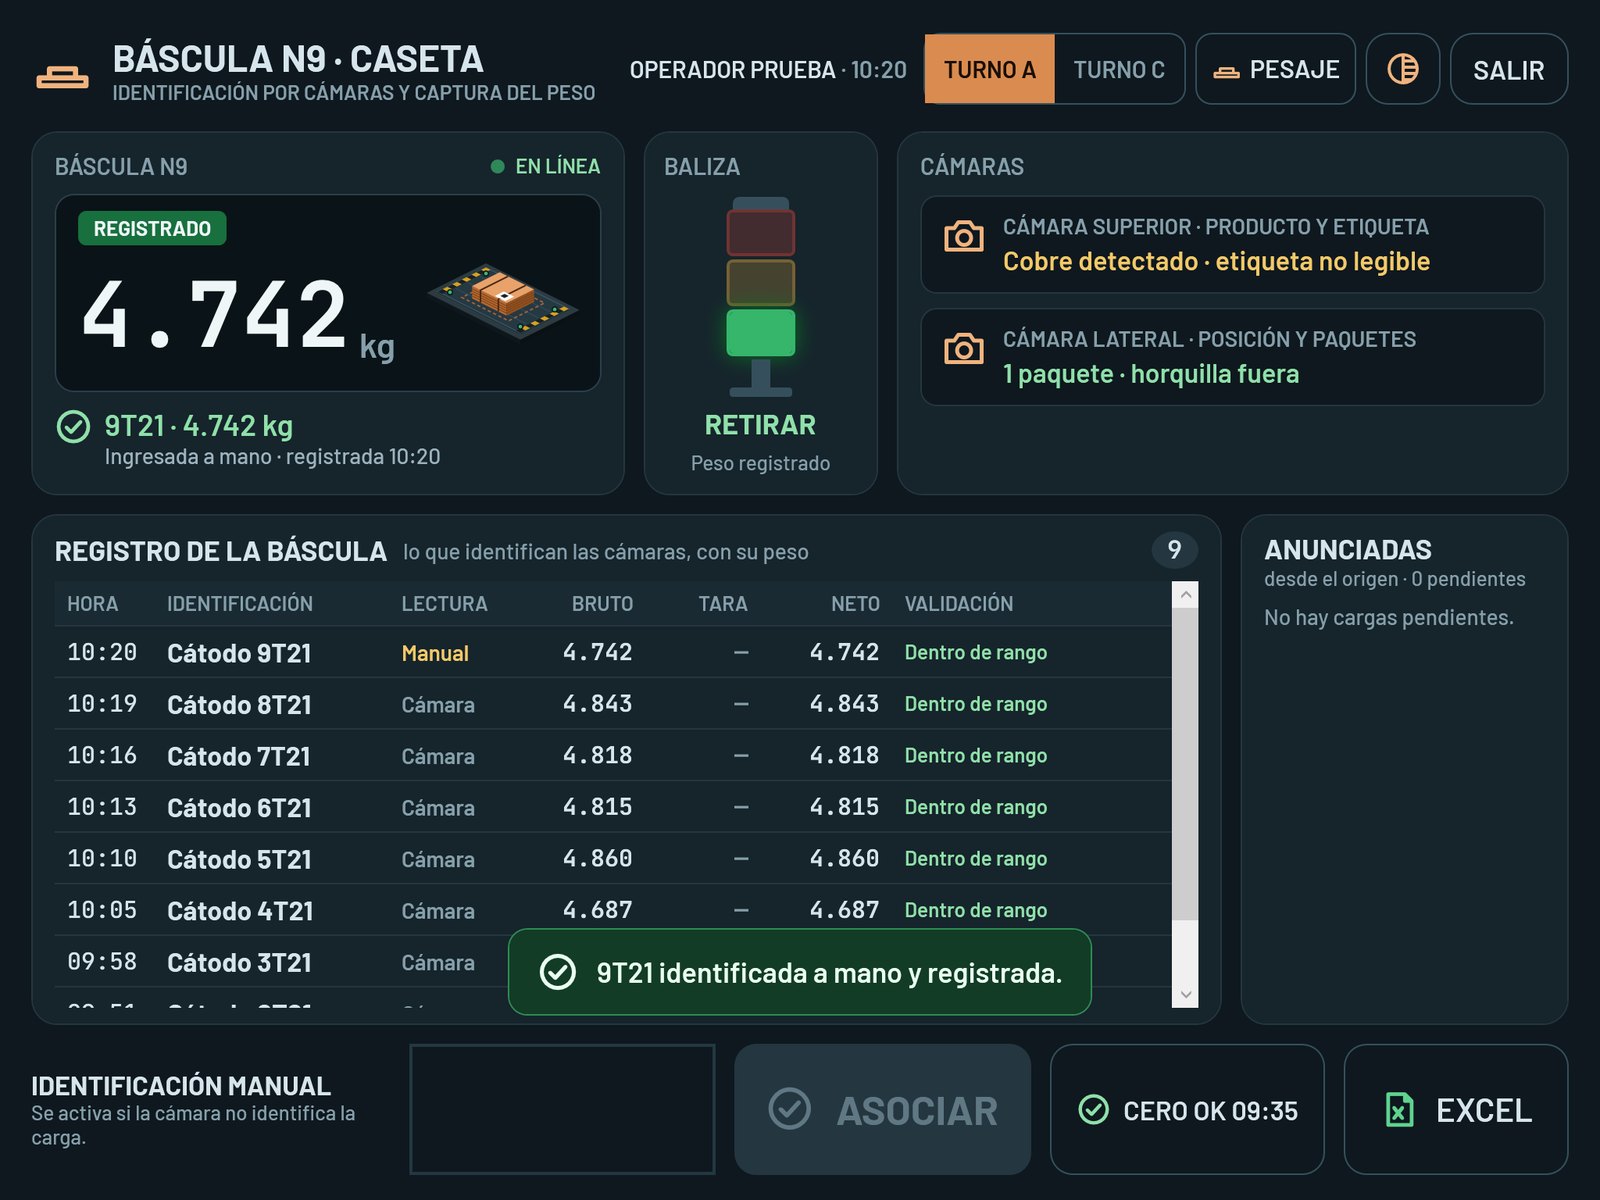 BÁSCULA N9 · CASETA
IDENTIFICACIÓN POR CÁMARAS Y CAPTURA DEL PESO
OPERADOR PRUEBA · 10:20
TURNO A
TURNO C
PESAJE
SALIR
BÁSCULA N9
EN LÍNEA
REGISTRADO
4.742 kg
9T21 · 4.742 kg
Ingresada a mano · registrada 10:20
BALIZA
RETIRAR
Peso registrado
CÁMARAS
CÁMARA SUPERIOR · PRODUCTO Y ETIQUETA
Cobre detectado · etiqueta no legible
CÁMARA LATERAL · POSICIÓN Y PAQUETES
1 paquete · horquilla fuera
REGISTRO DE LA BÁSCULA lo que identifican las cámaras, con su peso 9
HORA IDENTIFICACIÓN LECTURA BRUTO TARA NETO VALIDACIÓN
10:20 Cátodo 9T21 Manual 4.742 — 4.742 Dentro de rango
10:19 Cátodo 8T21 Cámara 4.843 — 4.843 Dentro de rango
10:16 Cátodo 7T21 Cámara 4.818 — 4.818 Dentro de rango
10:13 Cátodo 6T21 Cámara 4.815 — 4.815 Dentro de rango
10:10 Cátodo 5T21 Cámara 4.860 — 4.860 Dentro de rango
10:05 Cátodo 4T21 Cámara 4.687 — 4.687 Dentro de rango
09:58 Cátodo 3T21 Cámara
9T21 identificada a mano y registrada.
ANUNCIADAS
desde el origen · 0 pendientes
No hay cargas pendientes.
IDENTIFICACIÓN MANUAL
Se activa si la cámara no identifica la
carga.
ASOCIAR
CERO OK 09:35
EXCEL